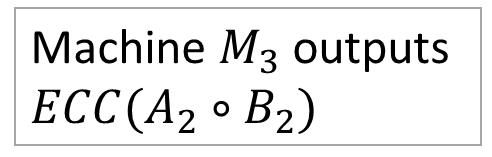 Machine M₃ outputs
ECC(A₂ ∘ B₂)